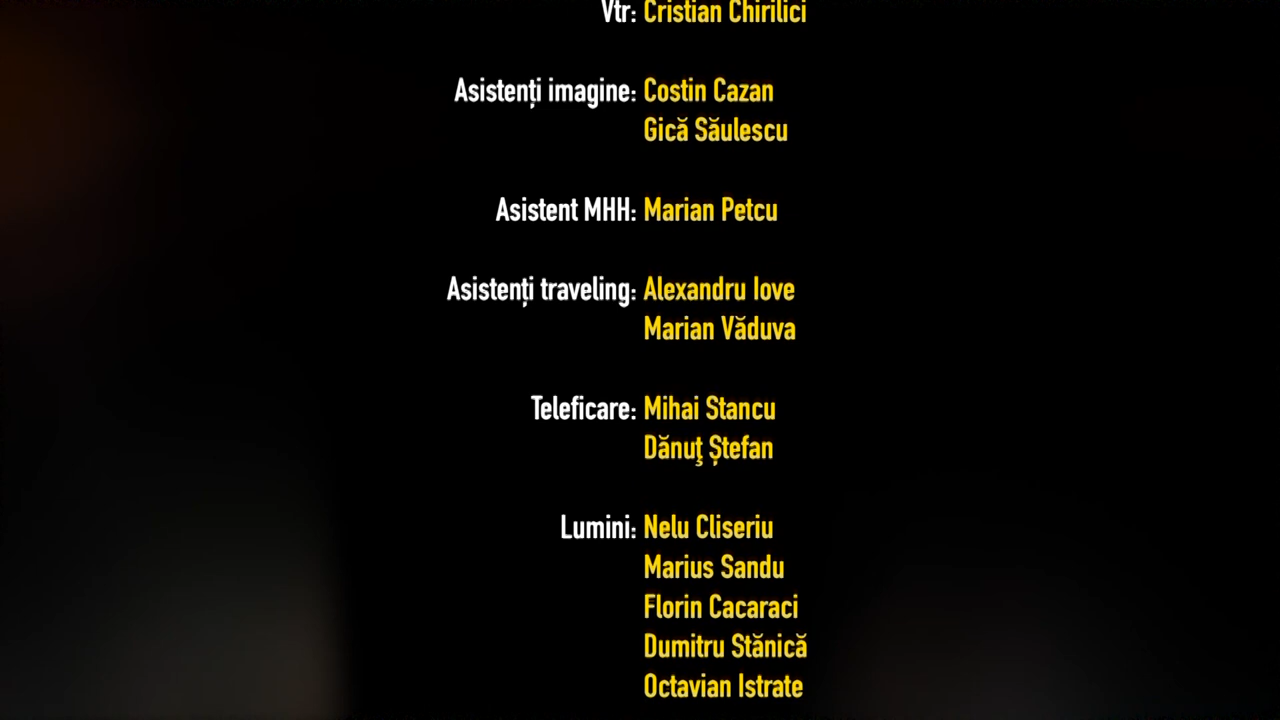 Vtr: Cristian Chirilici
Asistenți imagine: Costin Cazan
Gică Săulescu
Asistent MHH: Marian Petcu
Asistenți traveling: Alexandru Iove
Marian Văduva
Teleficare: Mihai Stancu
Dănuţ Ștefan
Lumini: Nelu Cliseriu
Marius Sandu
Florin Cacaraci
Dumitru Stănică
Octavian Istrate